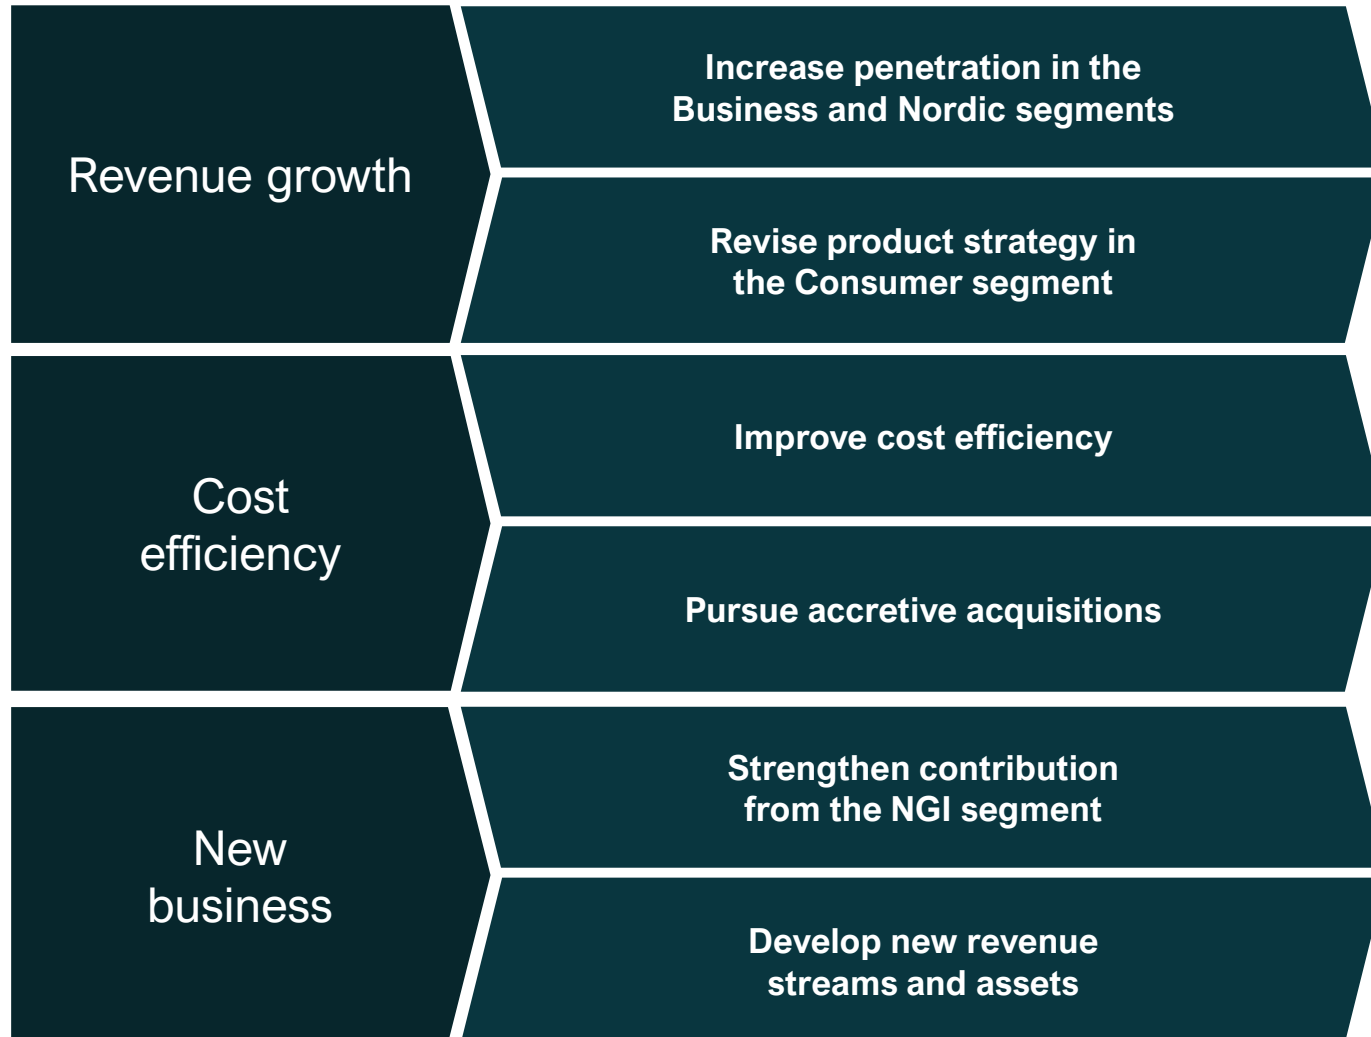 Revenue growth
Increase penetration in the
Business and Nordic segments
Revise product strategy in
the Consumer segment
Cost
efficiency
Improve cost efficiency
Pursue accretive acquisitions
New
business
Strengthen contribution
from the NGI segment
Develop new revenue
streams and assets